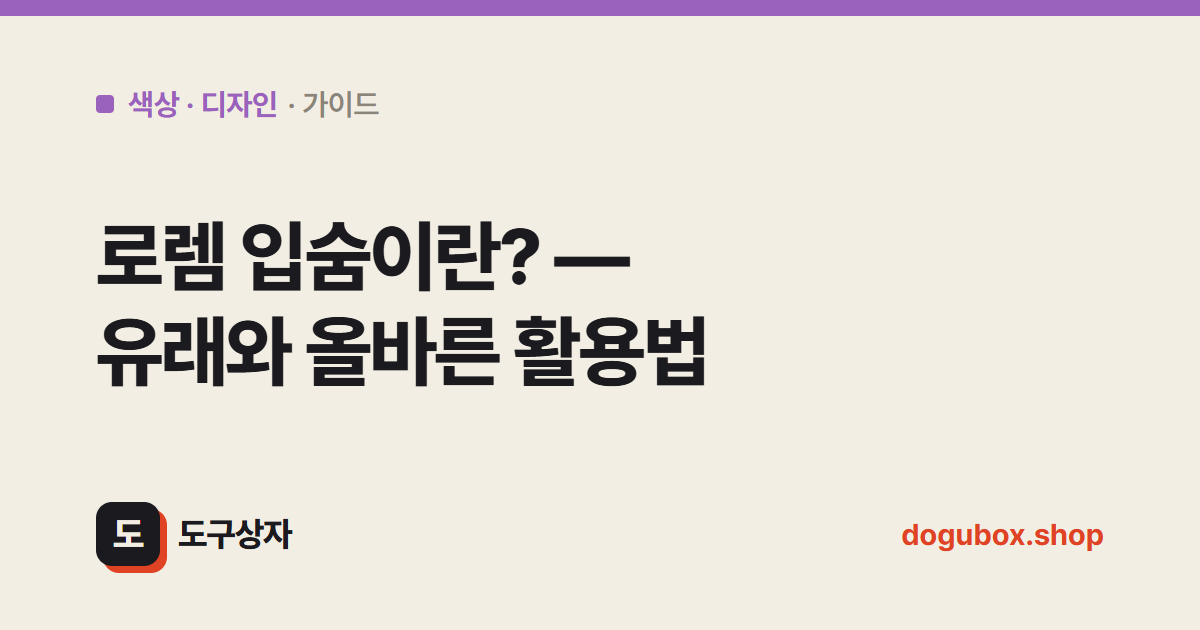 색상 · 디자인 · 가이드
로렘 입숨이란? —
유래와 올바른 활용법
도 도구상자
dogubox.shop